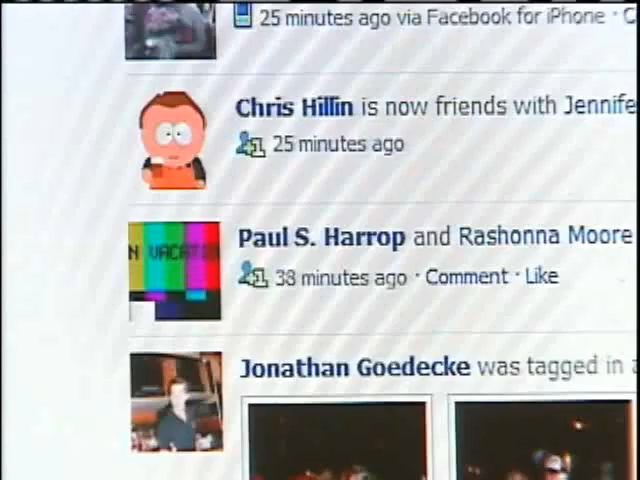 25 minutes ago via Facebook for iPhone ·
Chris Hillin is now friends with Jennife
25 minutes ago
N VACATION
Paul S. Harrop and Rashonna Moore
38 minutes ago · Comment · Like
Jonathan Goedecke was tagged in a